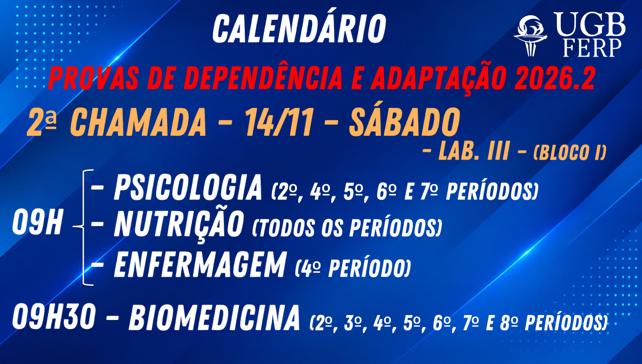 CALENDÁRIO
UGB
FERP
PROVAS DE DEPENDÊNCIA E ADAPTAÇÃO 2026.2
2ª CHAMADA - 14/11 - SÁBADO
- LAB. III - (BLOCO I)
- PSICOLOGIA (2º, 4º, 5º, 6º E 7º PERÍODOS)
09H - NUTRIÇÃO (TODOS OS PERÍODOS)
- ENFERMAGEM (4º PERÍODO)
09H30 - BIOMEDICINA (2º, 3º, 4º, 5º, 6º, 7º E 8º PERÍODOS)